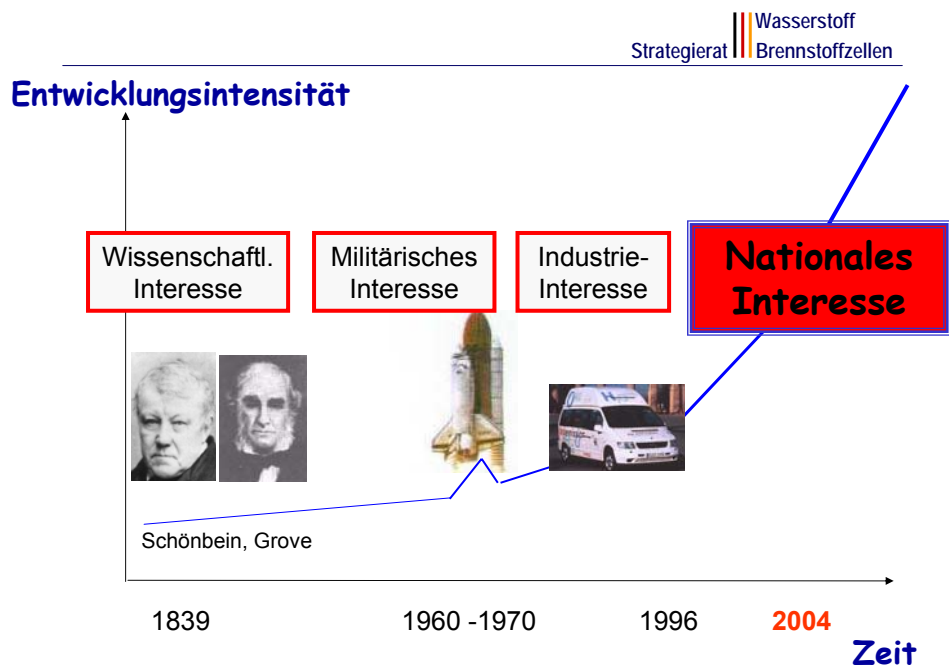 Wasserstoff
Strategierat Brennstoffzellen
Entwicklungsintensität
Wissenschaftl.
Interesse
Militärisches
Interesse
Industrie-
Interesse
Nationales
Interesse
Schönbein, Grove
1839
1960 -1970
1996
2004
Zeit